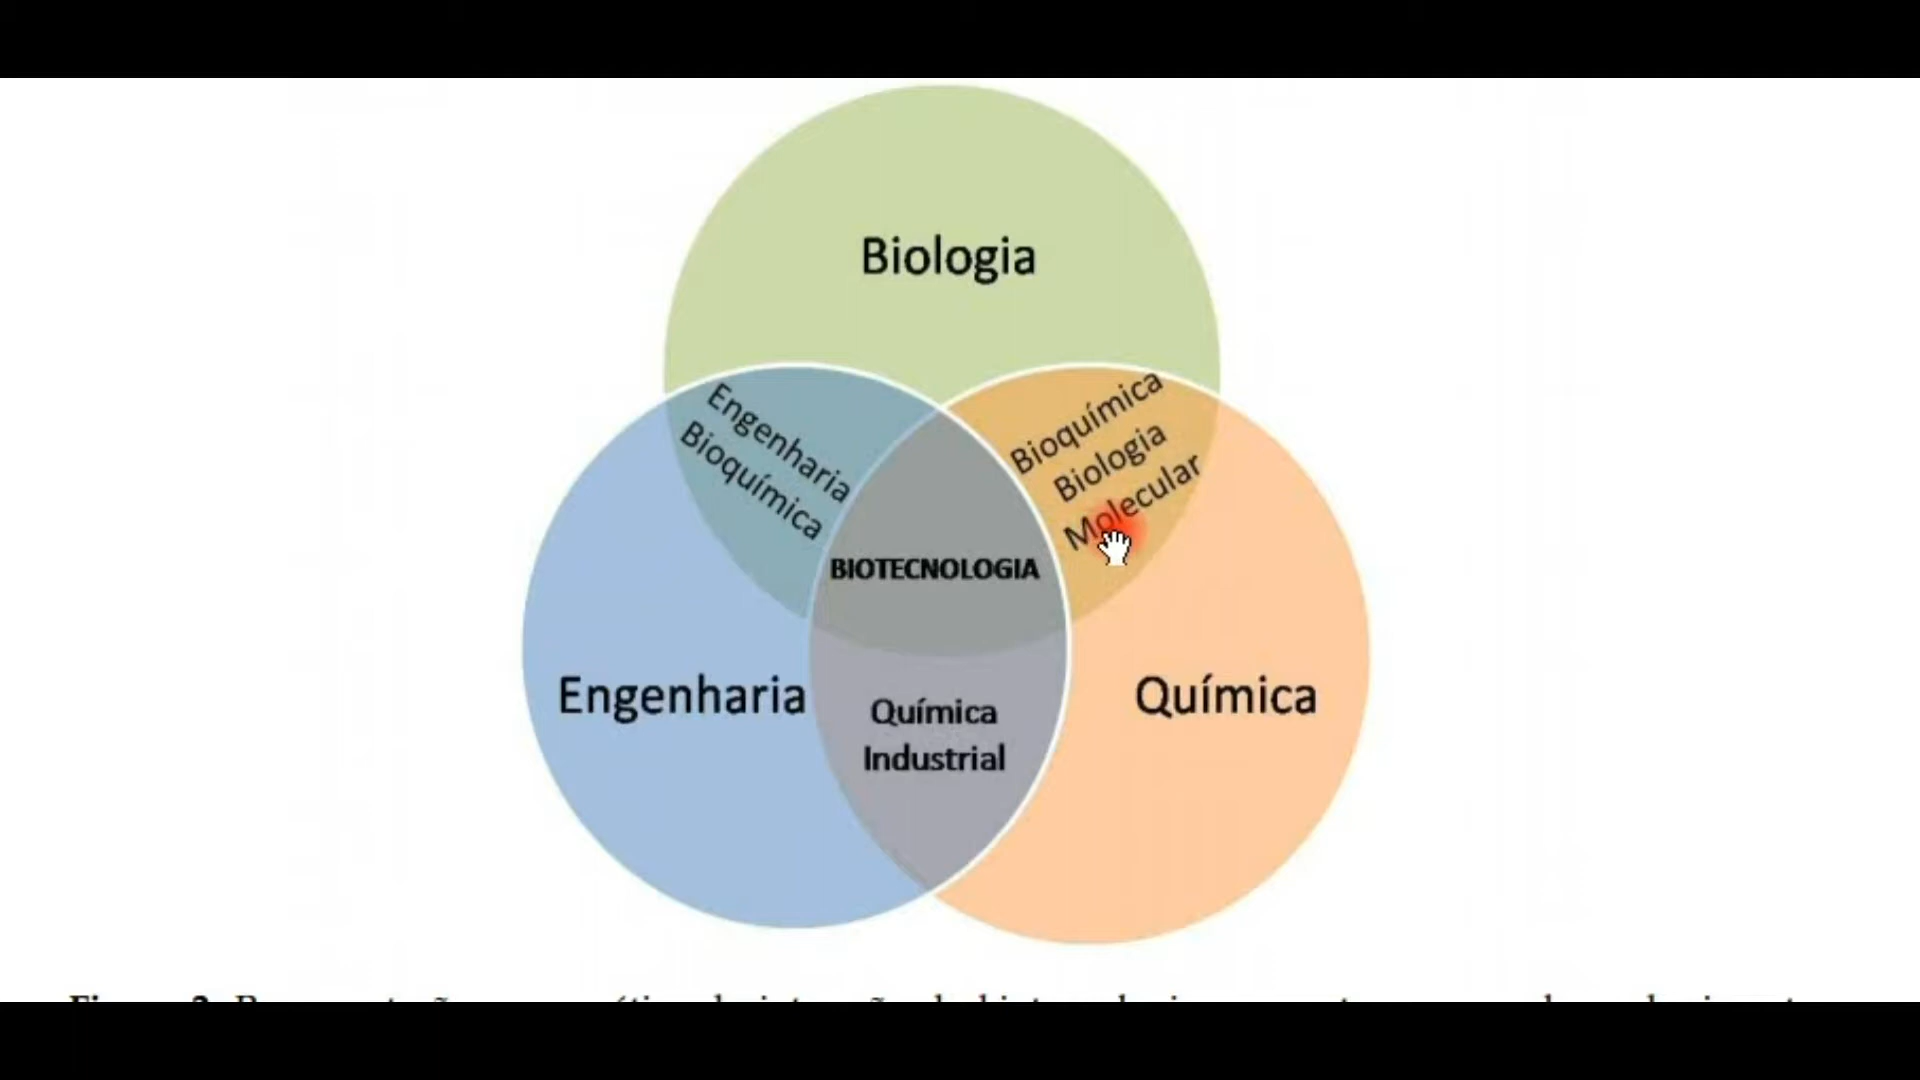 Biologia
Engenharia
Bioquímica
Bioquímica
Biologia
Molecular
BIOTECNOLOGIA
Engenharia
Química
Industrial
Química